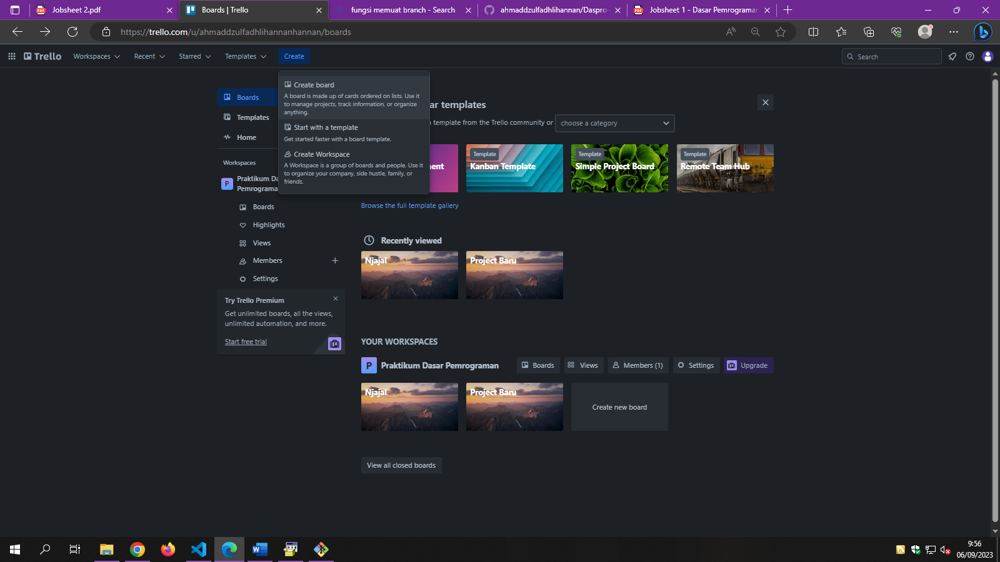 Jobsheet 2.pdf
Boards | Trello
fungsi memuat branch - Search
ahmaddzulfadhlihannan/Daspro-
Jobsheet 1 - Dasar Pemrograman
https://trello.com/u/ahmaddzulfadhlihannanhannan/boards
Trello
Workspaces
Recent
Starred
Templates
Create
Search
Create board
A board is made up of cards ordered on lists. Use it
to manage projects, track information, or organize
anything.
Start with a template
Get started faster with a board template.
Create Workspace
A Workspace is a group of boards and people. Use it
to organize your company, side hustle, family, or
friends.
Boards
Templates
Home
Workspaces
P
Praktikum Da
Pemrograma
Boards
Highlights
Views
Members
Settings
Try Trello Premium
Get unlimited boards, all the views,
unlimited automation, and more.
Start free trial
ar templates
template from the Trello community or
choose a category
ment
Template
Kanban Template
Template
Simple Project Board
Template
Remote Team Hub
Browse the full template gallery
Recently viewed
Njajal
Project Baru
YOUR WORKSPACES
P
Praktikum Dasar Pemrograman
Boards
Views
Members (1)
Settings
Upgrade
Njajal
Project Baru
Create new board
View all closed boards
9:56
06/09/2023